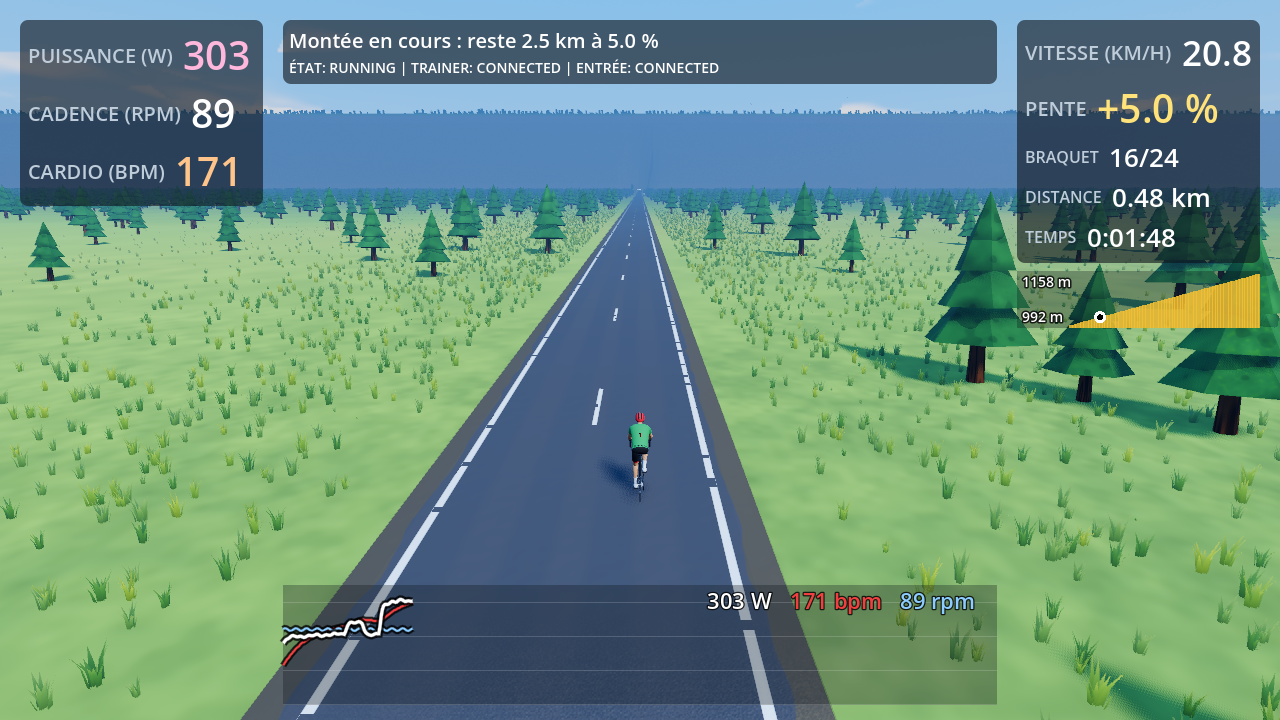 PUISSANCE (W) 303
CADENCE (RPM) 89
CARDIO (BPM) 171
Montée en cours : reste 2.5 km à 5.0 %
ÉTAT: RUNNING | TRAINER: CONNECTED | ENTRÉE: CONNECTED
VITESSE (KM/H) 20.8
PENTE +5.0 %
BRAQUET 16/24
DISTANCE 0.48 km
TEMPS 0:01:48
1158 m
992 m
303 W 171 bpm 89 rpm